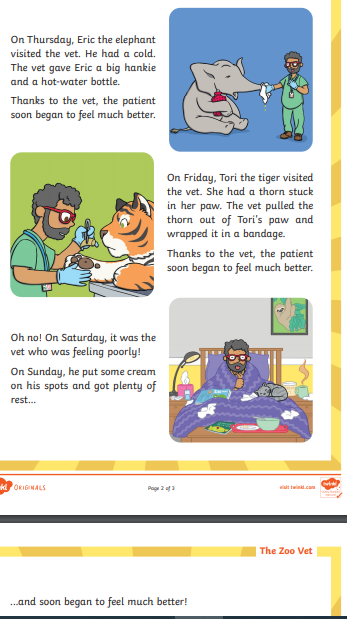 On Thursday, Eric the elephant
visited the vet. He had a cold.
The vet gave Eric a big hankie
and a hot-water bottle.
Thanks to the vet, the patient
soon began to feel much better.
On Friday, Tori the tiger visited
the vet. She had a thorn stuck
in her paw. The vet pulled the
thorn out of Tori's paw and
wrapped it in a bandage.
Thanks to the vet, the patient
soon began to feel much better.
Oh no! On Saturday, it was the
vet who was feeling poorly!
On Sunday, he put some cream
on his spots and got plenty of
rest...
ORIGINALS
Page 2 of 3
visit twinkl.com
The Zoo Vet
...and soon began to feel much better!